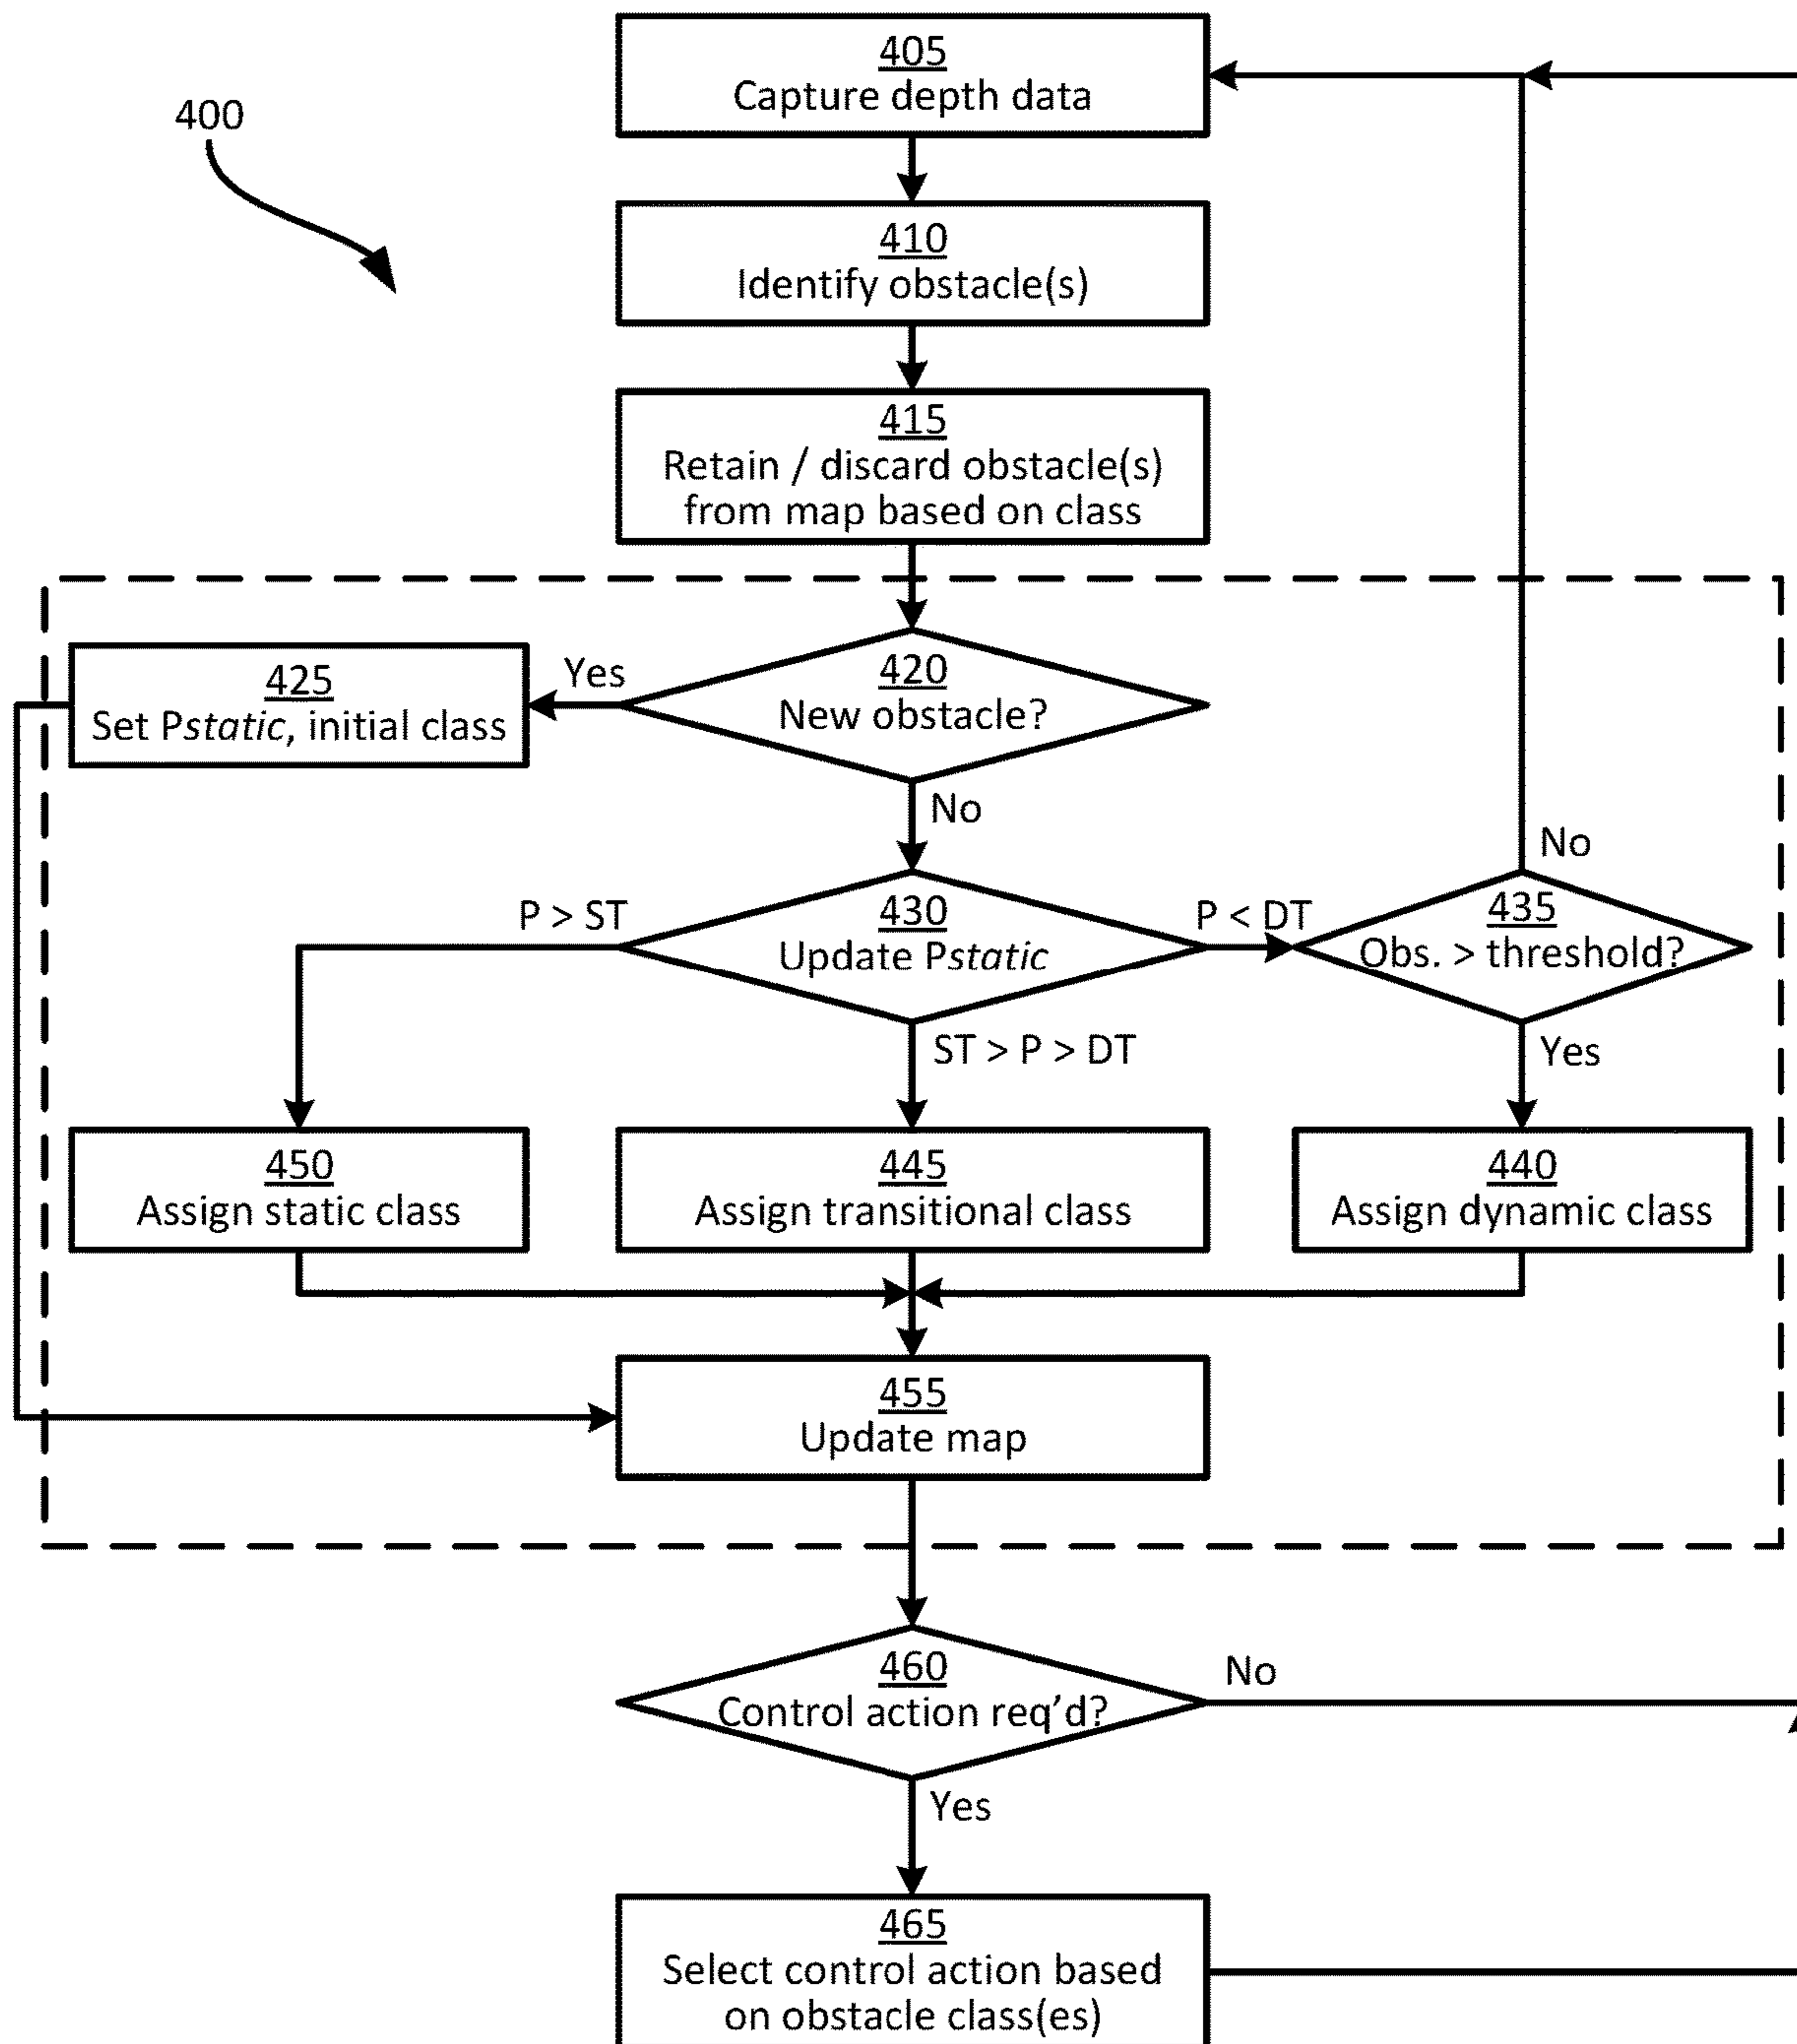 405
Capture depth data
400
410
Identify obstacle(s)
415
Retain / discard obstacle(s)
from map based on class
420
New obstacle?
Yes
425
Set Pstatic, initial class
No
430
Update Pstatic
P > ST
P < DT
ST > P > DT
435
Obs. > threshold?
No
Yes
450
Assign static class
445
Assign transitional class
440
Assign dynamic class
455
Update map
460
Control action req'd?
No
Yes
465
Select control action based
on obstacle class(es)